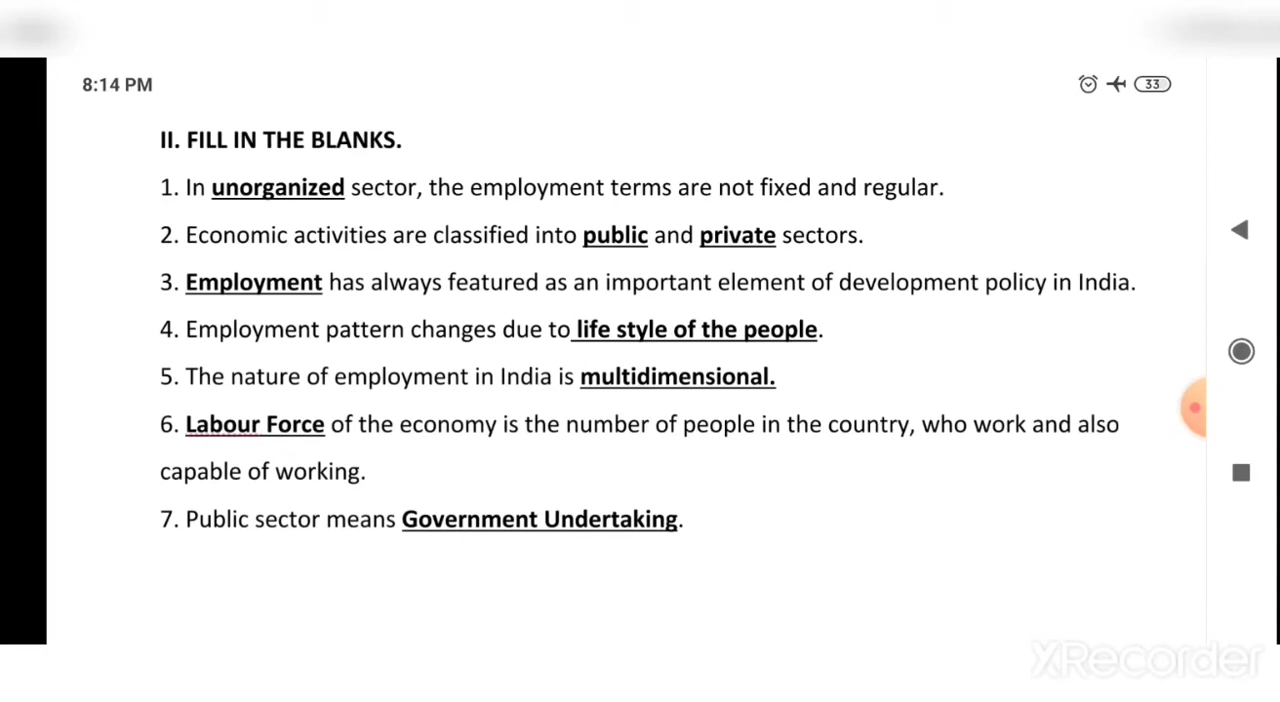 8:14 PM
33
II. FILL IN THE BLANKS.
1. In unorganized sector, the employment terms are not fixed and regular.
2. Economic activities are classified into public and private sectors.
3. Employment has always featured as an important element of development policy in India.
4. Employment pattern changes due to life style of the people.
5. The nature of employment in India is multidimensional.
6. Labour Force of the economy is the number of people in the country, who work and also
capable of working.
7. Public sector means Government Undertaking.
XRecorder